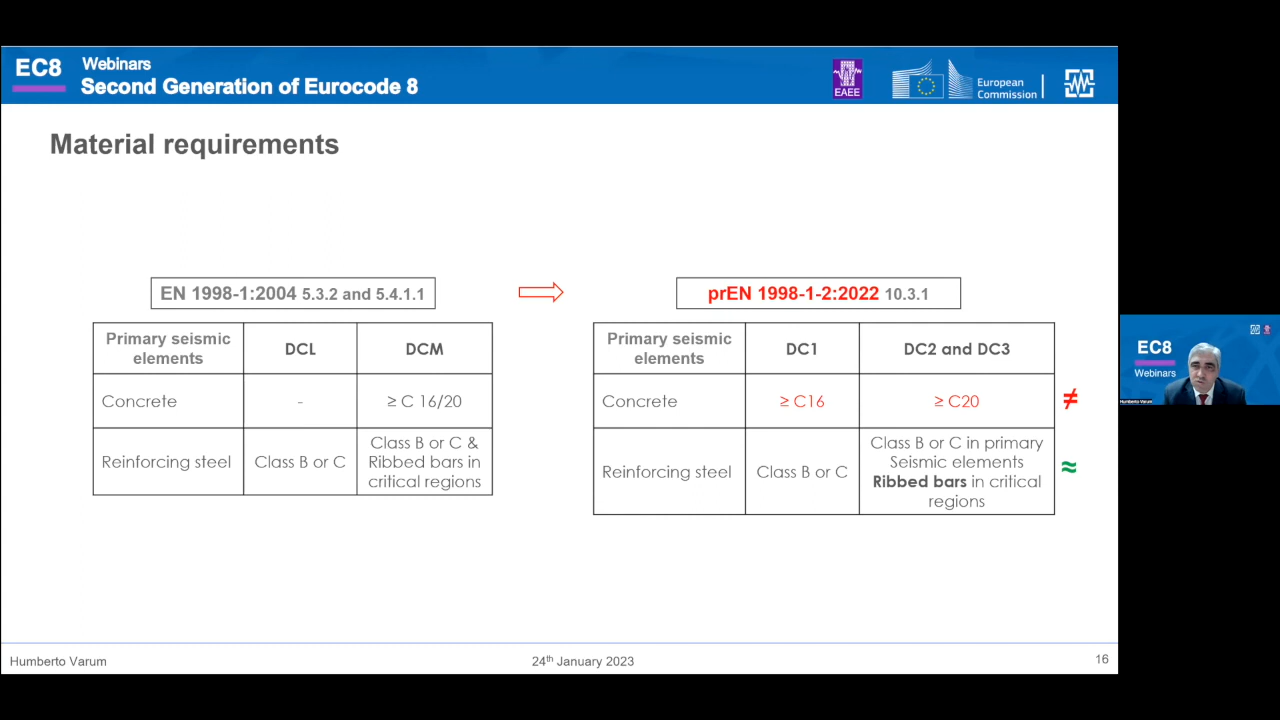 EC8
Webinars
Second Generation of Eurocode 8
EAEE
European
Commission
Material requirements
EN 1998-1:2004 5.3.2 and 5.4.1.1
prEN 1998-1-2:2022 10.3.1
Primary seismic
elements
DCL
DCM
Concrete
-
≥ C 16/20
Reinforcing steel
Class B or C
Class B or C &
Ribbed bars in
critical regions
Primary seismic
elements
DC1
DC2 and DC3
Concrete
≥ C16
≥ C20
≠
Reinforcing steel
Class B or C
Class B or C in primary
Seismic elements
Ribbed bars in critical
regions
≈
EC8
Webinars
Humberto Varum
Humberto Varum
24th January 2023
16